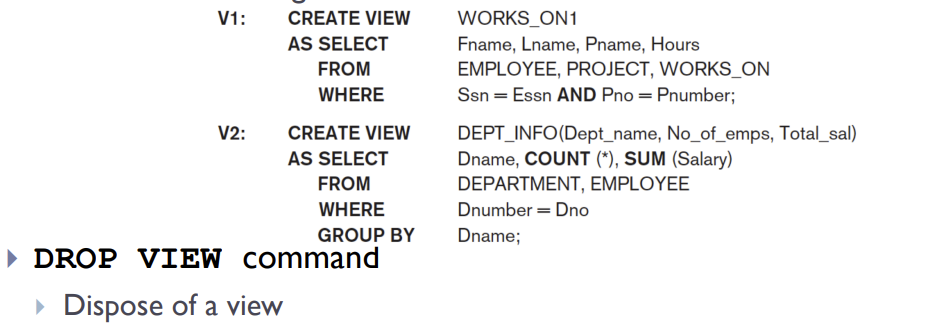 V1: CREATE VIEW WORKS_ON1
AS SELECT Fname, Lname, Pname, Hours
FROM EMPLOYEE, PROJECT, WORKS_ON
WHERE Ssn = Essn AND Pno = Pnumber;
V2: CREATE VIEW DEPT_INFO(Dept_name, No_of_emps, Total_sal)
AS SELECT Dname, COUNT (*), SUM (Salary)
FROM DEPARTMENT, EMPLOYEE
WHERE Dnumber = Dno
GROUP BY Dname;
DROP VIEW command
Dispose of a view